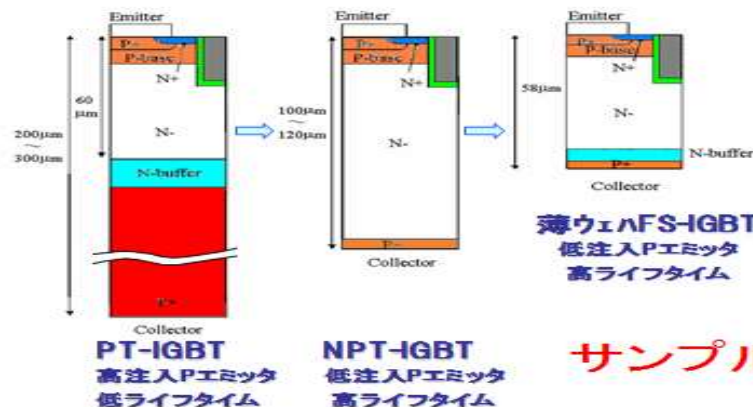 Emitter
P+
P-base
N+
60
μm
N-
200μm
～
300μm
N-buffer
P+
Collector
PT-IGBT
高注入Pエミッタ
低ライフタイム
Emitter
P+
P-base
N+
100μm
～
120μm
N-
Collector
NPT-IGBT
低注入Pエミッタ
高ライフタイム
Emitter
P+
P-base
N+
58μm
N-
N-buffer
P+
Collector
薄ウェハFS-IGBT
低注入Pエミッタ
高ライフタイム
サンプル